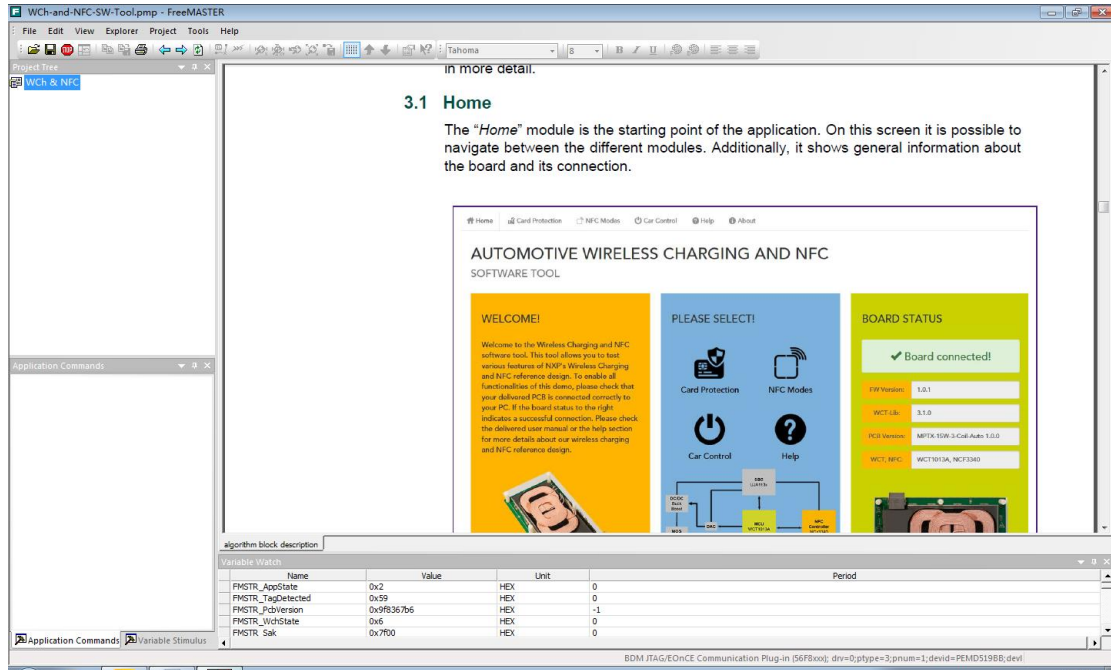 WCh-and-NFC-SW-Tool.pmp - FreeMASTER
File Edit View Explorer Project Tools Help
Tahoma 8 B I U
Project Tree
WCh & NFC
in more detail.
3.1 Home
The "Home" module is the starting point of the application. On this screen it is possible to
navigate between the different modules. Additionally, it shows general information about
the board and its connection.
Home Card Protection NFC Modes Car Control Help About
AUTOMOTIVE WIRELESS CHARGING AND NFC
SOFTWARE TOOL
WELCOME!
Welcome to the Wireless Charging and NFC
software tool. This tool allows you to test
various features of NXP's Wireless Charging
and NFC reference design. To enable all
functionalities of this demo, please check that
your delivered PCB is connected correctly to
your PC. If the board status to the right
indicates a successful connection. Please check
the delivered user manual or the help section
for more details about our wireless charging
and NFC reference design.
PLEASE SELECT!
Card Protection NFC Modes
Car Control Help
DCDC
Buck
Boost
DAC
MCU
WCT1013A
NFC
Controller
BOARD STATUS
Board connected!
FW Version: 1.0.1
WCT-Lib: 3.1.0
PCB Version: MPTX-15W-3-Coil-Auto 1.0.0
WCT, NFC: WCT1013A, NCF3340
Application Commands
algorithm block description
Variable Watch
Name Value Unit Period
FMSTR_AppState 0x2 HEX 0
FMSTR_TagDetected 0x59 HEX 0
FMSTR_PcbVersion 0x9f8367b6 HEX -1
FMSTR_WchState 0x6 HEX 0
FMSTR_Sak 0x7f00 HEX 0
Application Commands Variable Stimulus
BDM JTAG/EOnCE Communication Plug-in (56F8xxx); drv=0;ptype=3;pnum=1;devid=PEMD519BB;devl